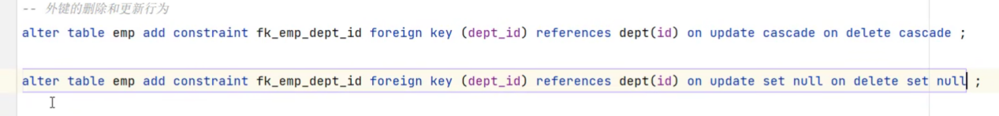 -- 外键的删除和更新行为
alter table emp add constraint fk_emp_dept_id foreign key (dept_id) references dept(id) on update cascade on delete cascade ;
alter table emp add constraint fk_emp_dept_id foreign key (dept_id) references dept(id) on update set null on delete set null ;